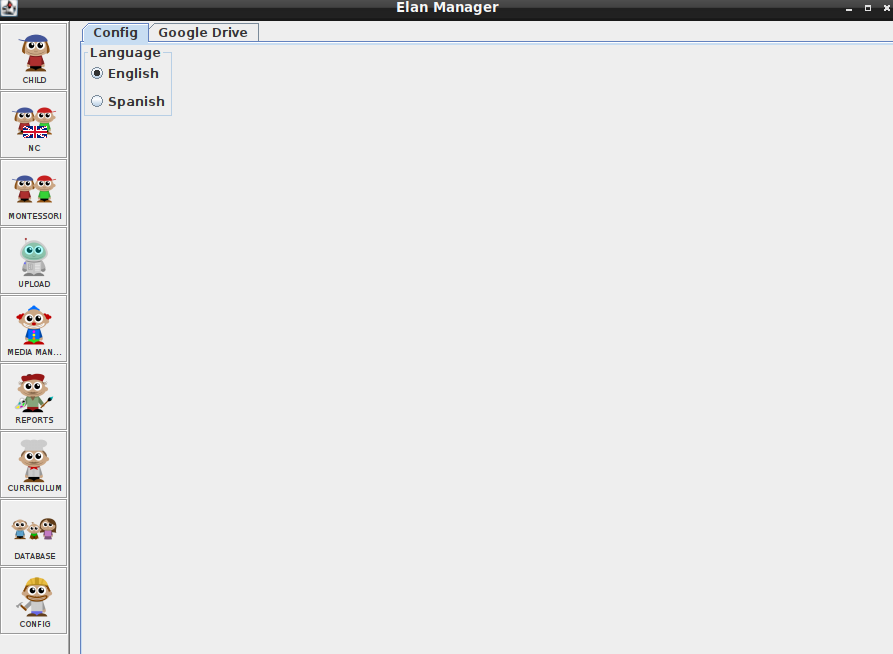 Elan Manager
Config
Google Drive
Language
English
Spanish
CHILD
NC
MONTESSORI
UPLOAD
MEDIA MAN...
REPORTS
CURRICULUM
DATABASE
CONFIG